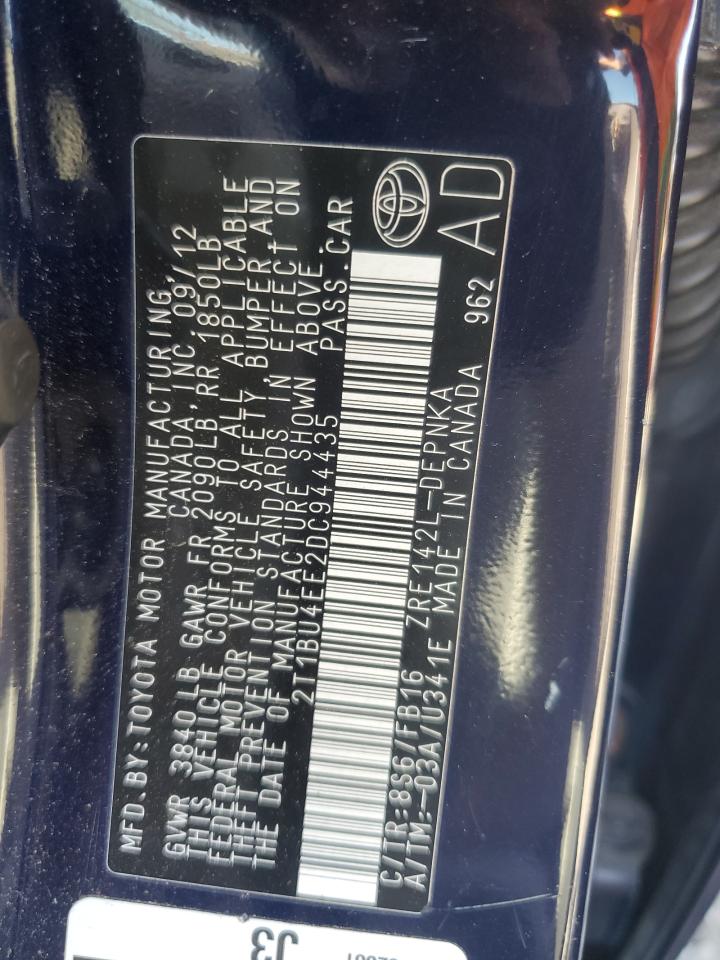 MFD.BY:TOYOTA MOTOR MANUFACTURING
CANADA, INC. 09/12
GVWR 3840LB GAWR FR 2090LB RR 1850LB
THIS VEHICLE CONFORMS TO ALL APPLICABLE
FEDERAL MOTOR VEHICLE SAFETY, BUMPER AND
THEFT PREVENTION STANDARDS IN EFFECT ON
THE DATE OF MANUFACTURE SHOWN ABOVE.
2T1BU4EE2DC944435 PASS.CAR
C/TR:8S6/FB16 ZRE142L-DEPNKA
A/TM:-03A/U341E MADE IN CANADA 962
AD
J3